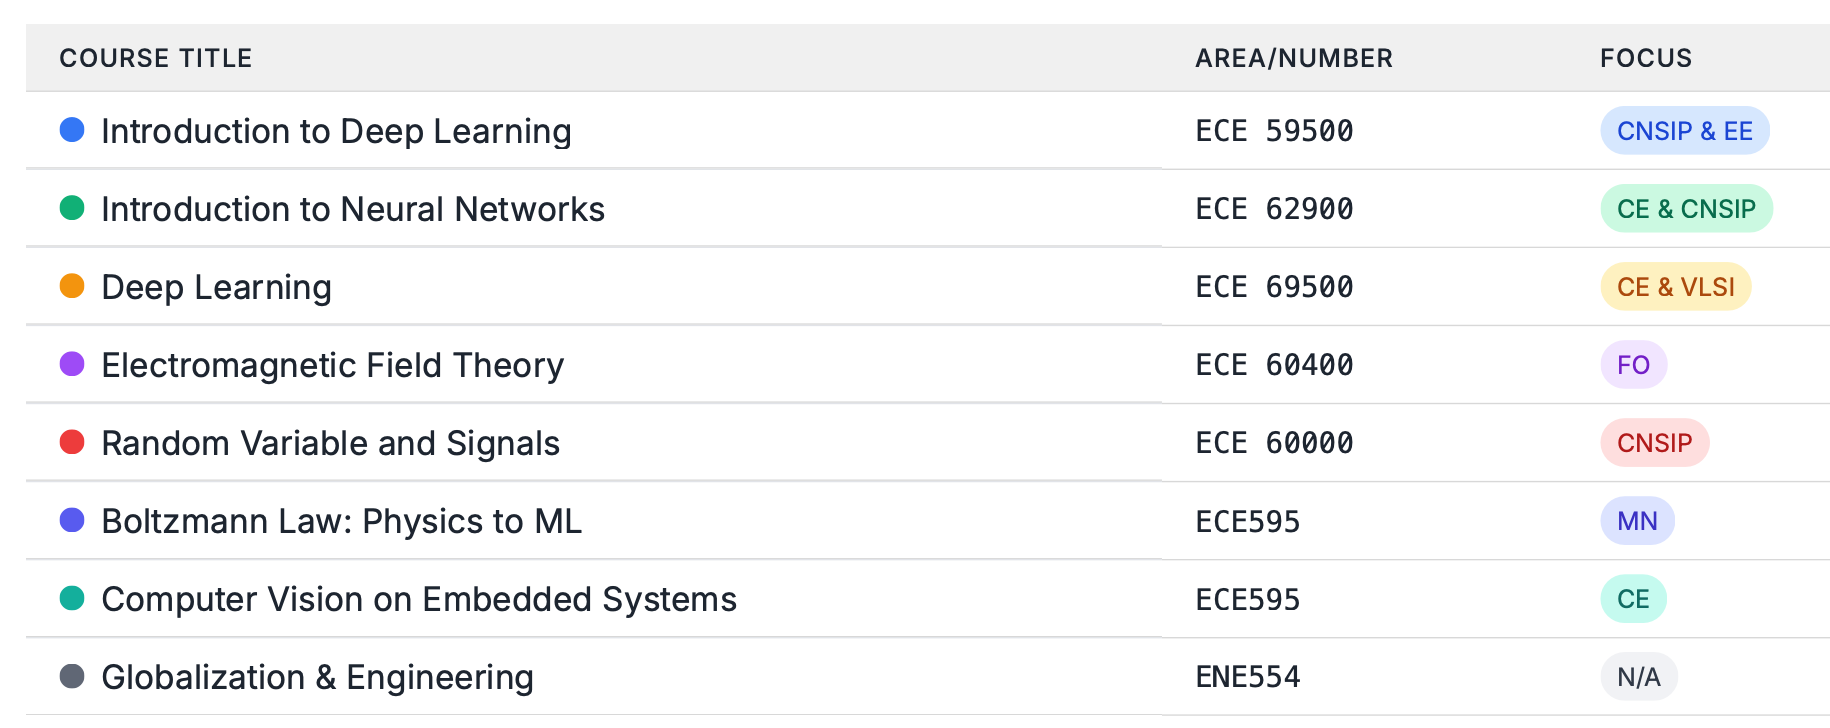 COURSE TITLE AREA/NUMBER FOCUS
Introduction to Deep Learning ECE 59500 CNSIP & EE
Introduction to Neural Networks ECE 62900 CE & CNSIP
Deep Learning ECE 69500 CE & VLSI
Electromagnetic Field Theory ECE 60400 FO
Random Variable and Signals ECE 60000 CNSIP
Boltzmann Law: Physics to ML ECE595 MN
Computer Vision on Embedded Systems ECE595 CE
Globalization & Engineering ENE554 N/A